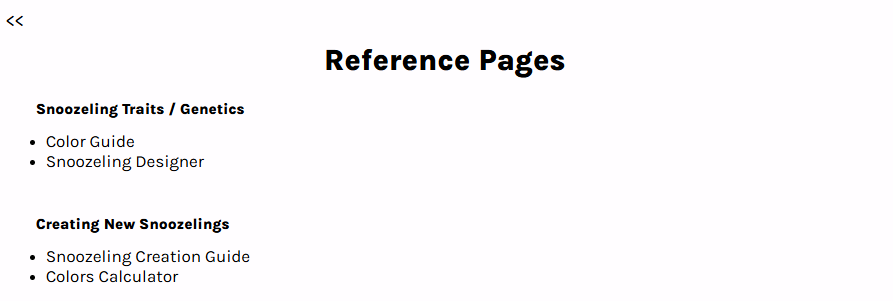 <<
Reference Pages
Snoozeling Traits / Genetics
Color Guide
Snoozeling Designer
Creating New Snoozelings
Snoozeling Creation Guide
Colors Calculator